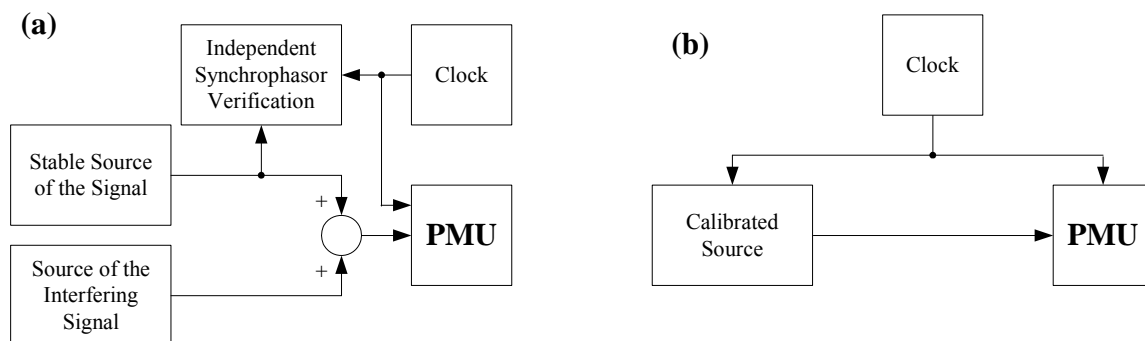 (a)
Independent
Synchrophasor
Verification
Clock
Stable Source
of the Signal
+
PMU
+
Source of the
Interfering
Signal
(b)
Clock
Calibrated
Source
PMU